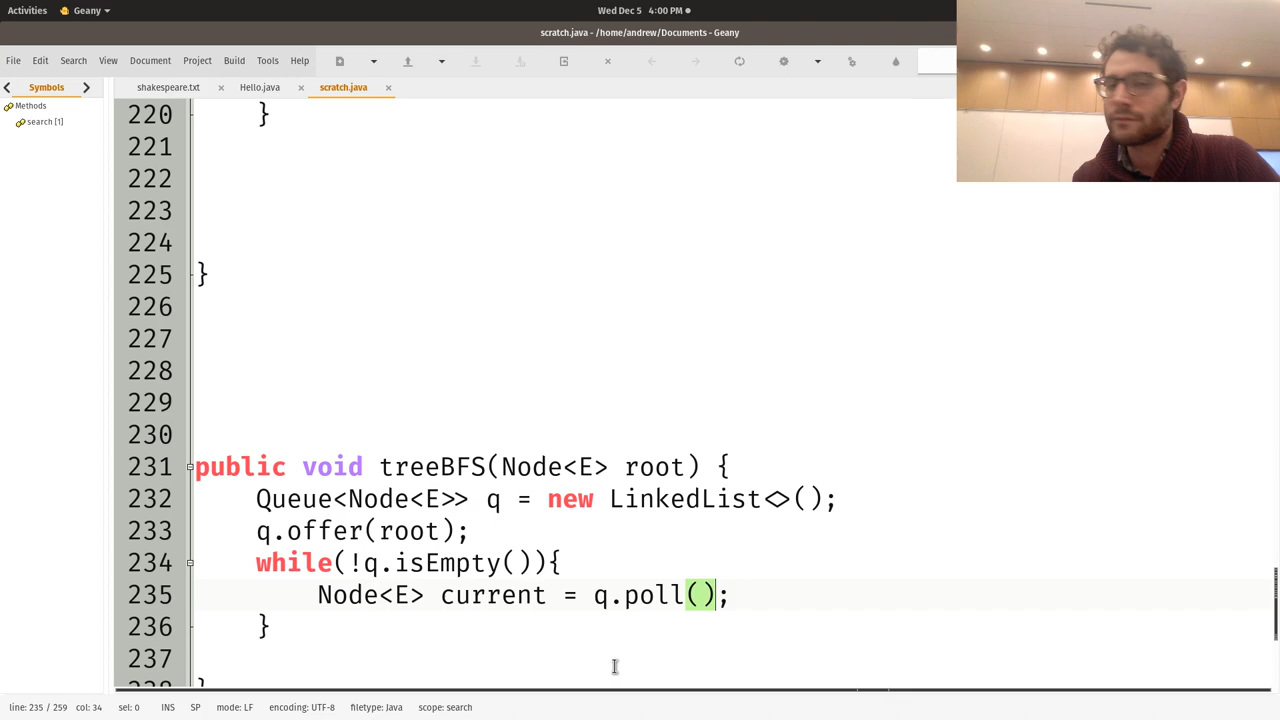 Activities Geany Wed Dec 5 4:00 PM
scratch.java - /home/andrew/Documents - Geany
File Edit Search View Document Project Build Tools Help
Symbols shakespeare.txt Hello.java scratch.java
Methods
search [1]
220 }
221
222
223
224
225 }
226
227
228
229
230
231 public void treeBFS(Node<E> root) {
232 Queue<Node<E>> q = new LinkedList<>();
233 q.offer(root);
234 while(!q.isEmpty()){
235 Node<E> current = q.poll();
236 }
237
line: 235 / 259 col: 34 sel: 0 INS SP mode: LF encoding: UTF-8 filetype: Java scope: search